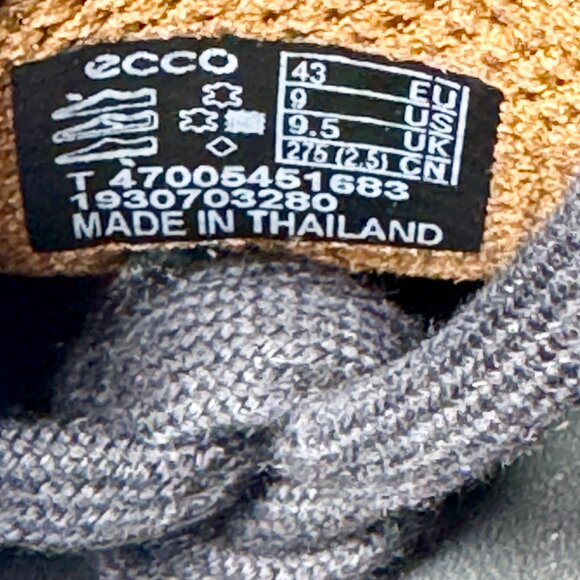 ecco
43 EU
9 US
9.5 UK
275 (2.5) CN
T 47005451683
1930703280
MADE IN THAILAND